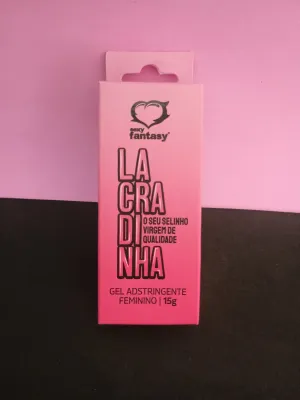 sexy
fantasy
LA
CRA
DI
NHA
O SEU SELINHO
VIRGEM DE
QUALIDADE
GEL ADSTRINGENTE
FEMININO | 15g